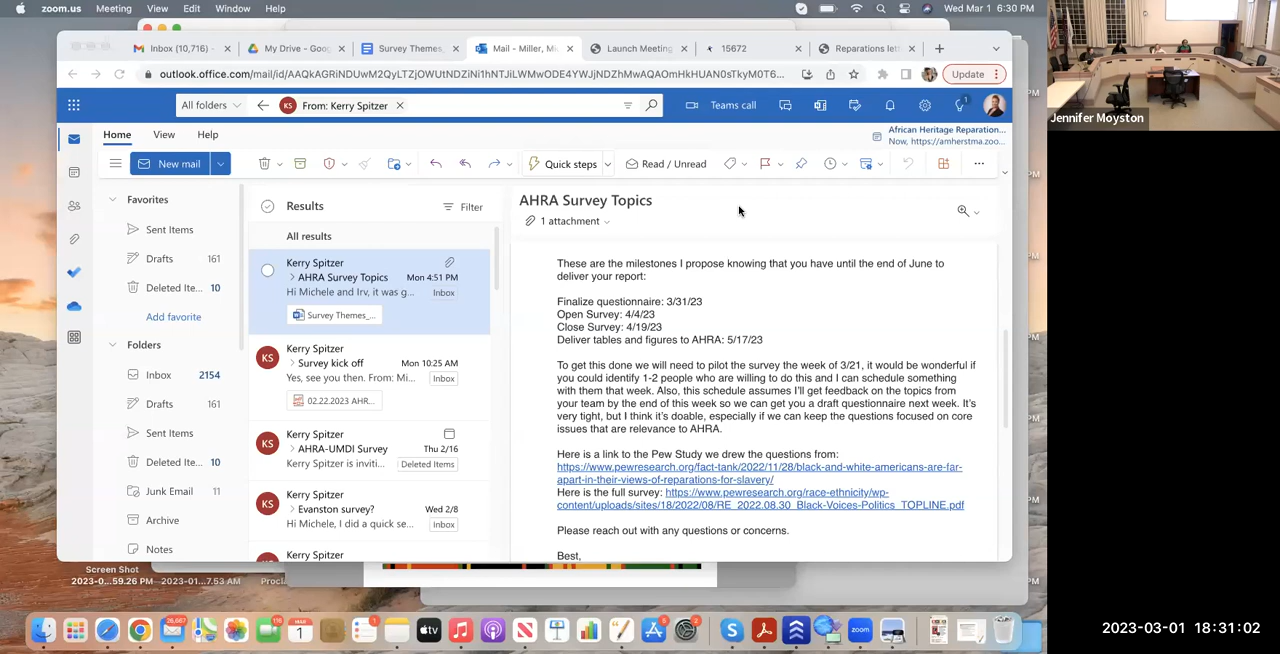 zoom.us Meeting View Edit Window Help Wed Mar 1 6:30 PM
Inbox (10,716) - My Drive - Goog Survey Themes_ Mail - Miller, Mi Launch Meeting 15672 Reparations lett
outlook.office.com/mail/id/AAQkAGRiNDUwM2QyLTZjOWUtNDZiNi1hNTJiLWMwODE4YWJjNDZhMwAQAOmHkHUAN0sTkyM0T6... Update
All folders KS From: Kerry Spitzer Teams call 1
Home View Help
African Heritage Reparation...
Now, https://amherstma.zoo...
New mail Quick steps Read / Unread
Favorites
Sent Items
Drafts 161
Deleted Ite... 10
Add favorite
Folders
Inbox 2154
Drafts 161
Sent Items
Deleted Ite... 10
Junk Email 11
Archive
Notes
Results Filter
All results
Kerry Spitzer
AHRA Survey Topics Mon 4:51 PM
Hi Michele and Irv, it was g... Inbox
Survey Themes_...
KS Kerry Spitzer
Survey kick off Mon 10:25 AM
Yes, see you then. From: Mi... Inbox
02.22.2023 AHR...
KS Kerry Spitzer
AHRA-UMDI Survey Thu 2/16
Kerry Spitzer is inviti... Deleted Items
KS Kerry Spitzer
Evanston survey? Wed 2/8
Hi Michele, I did a quick se... Inbox
Kerry Spitzer
AHRA Survey Topics
1 attachment
These are the milestones I propose knowing that you have until the end of June to
deliver your report:
Finalize questionnaire: 3/31/23
Open Survey: 4/4/23
Close Survey: 4/19/23
Deliver tables and figures to AHRA: 5/17/23
To get this done we will need to pilot the survey the week of 3/21, it would be wonderful if
you could identify 1-2 people who are willing to do this and I can schedule something
with them that week. Also, this schedule assumes I'll get feedback on the topics from
your team by the end of this week so we can get you a draft questionnaire next week. It's
very tight, but I think it's doable, especially if we can keep the questions focused on core
issues that are relevance to AHRA.
Here is a link to the Pew Study we drew the questions from:
https://www.pewresearch.org/fact-tank/2022/11/28/black-and-white-americans-are-far-
apart-in-their-views-of-reparations-for-slavery/
Here is the full survey: https://www.pewresearch.org/race-ethnicity/wp-
content/uploads/sites/18/2022/08/RE_2022.08.30_Black-Voices-Politics_TOPLINE.pdf
Please reach out with any questions or concerns.
Best,
Screen Shot
2023-0...59.26 PM 2023-01...7.53 AM Procla
Jennifer Moyston
2023-03-01 18:31:02